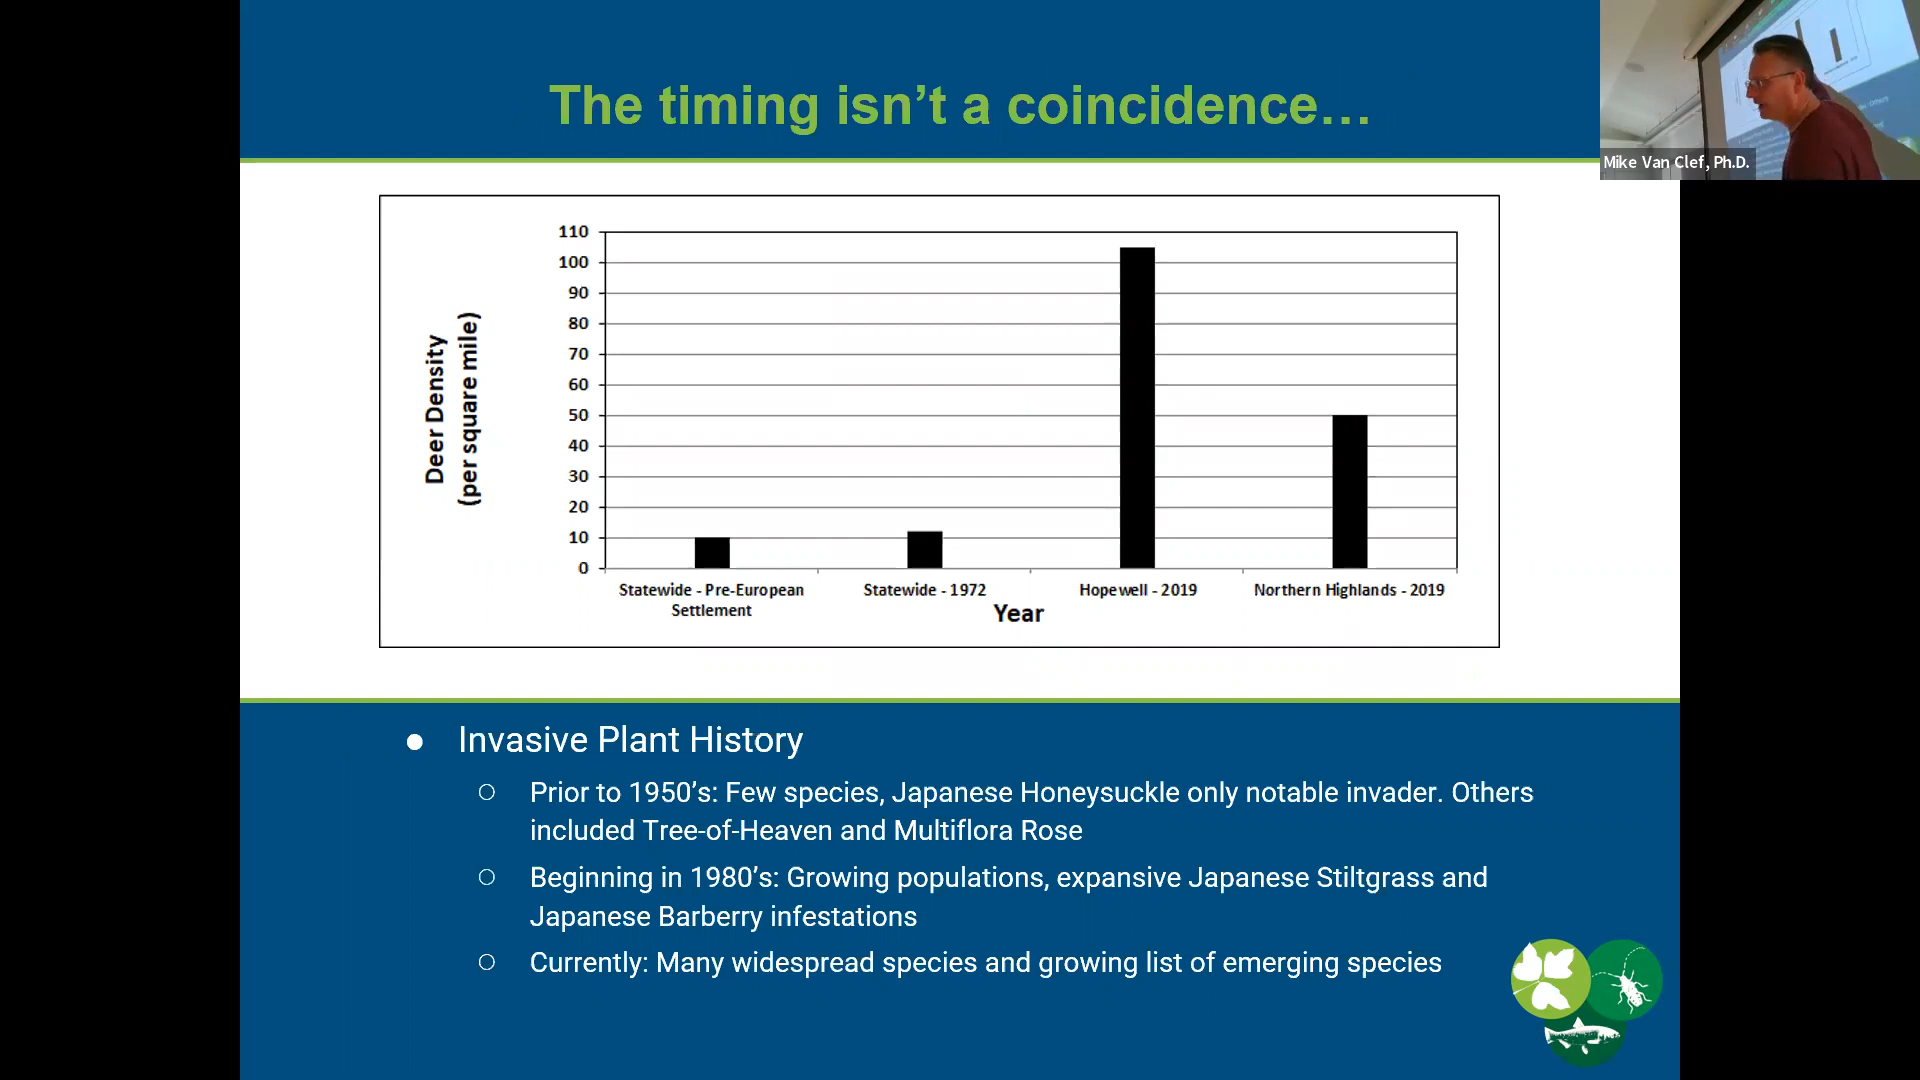 The timing isn’t a coincidence…
Mike Van Clef, Ph.D.
110
100
90
80
70
60
50
40
30
20
10
0
Deer Density
(per square mile)
Statewide - Pre-European
Settlement
Statewide - 1972
Hopewell - 2019
Northern Highlands - 2019
Year
● Invasive Plant History
○ Prior to 1950’s: Few species, Japanese Honeysuckle only notable invader. Others
included Tree-of-Heaven and Multiflora Rose
○ Beginning in 1980’s: Growing populations, expansive Japanese Stiltgrass and
Japanese Barberry infestations
○ Currently: Many widespread species and growing list of emerging species